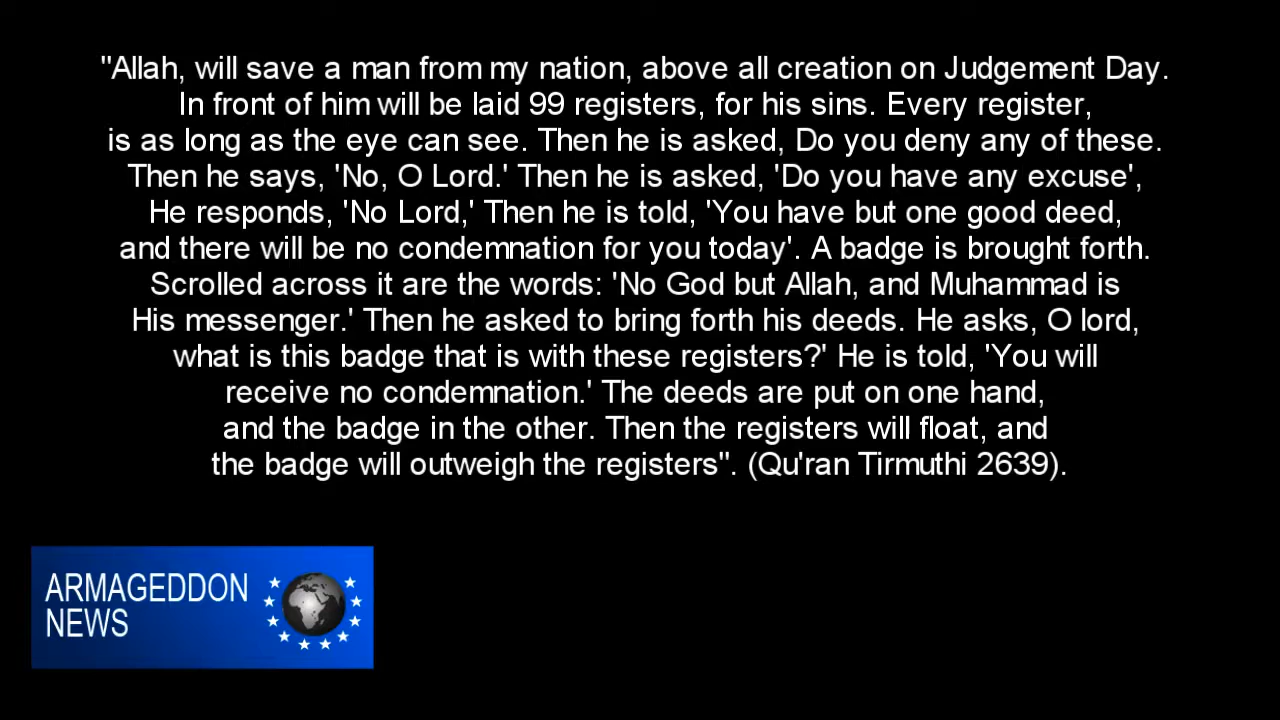 "Allah, will save a man from my nation, above all creation on Judgement Day.
In front of him will be laid 99 registers, for his sins. Every register,
is as long as the eye can see. Then he is asked, Do you deny any of these.
Then he says, 'No, O Lord.' Then he is asked, 'Do you have any excuse',
He responds, 'No Lord,' Then he is told, 'You have but one good deed,
and there will be no condemnation for you today'. A badge is brought forth.
Scrolled across it are the words: 'No God but Allah, and Muhammad is
His messenger.' Then he asked to bring forth his deeds. He asks, O lord,
what is this badge that is with these registers?' He is told, 'You will
receive no condemnation.' The deeds are put on one hand,
and the badge in the other. Then the registers will float, and
the badge will outweigh the registers". (Qu'ran Tirmuthi 2639).
ARMAGEDDON
NEWS